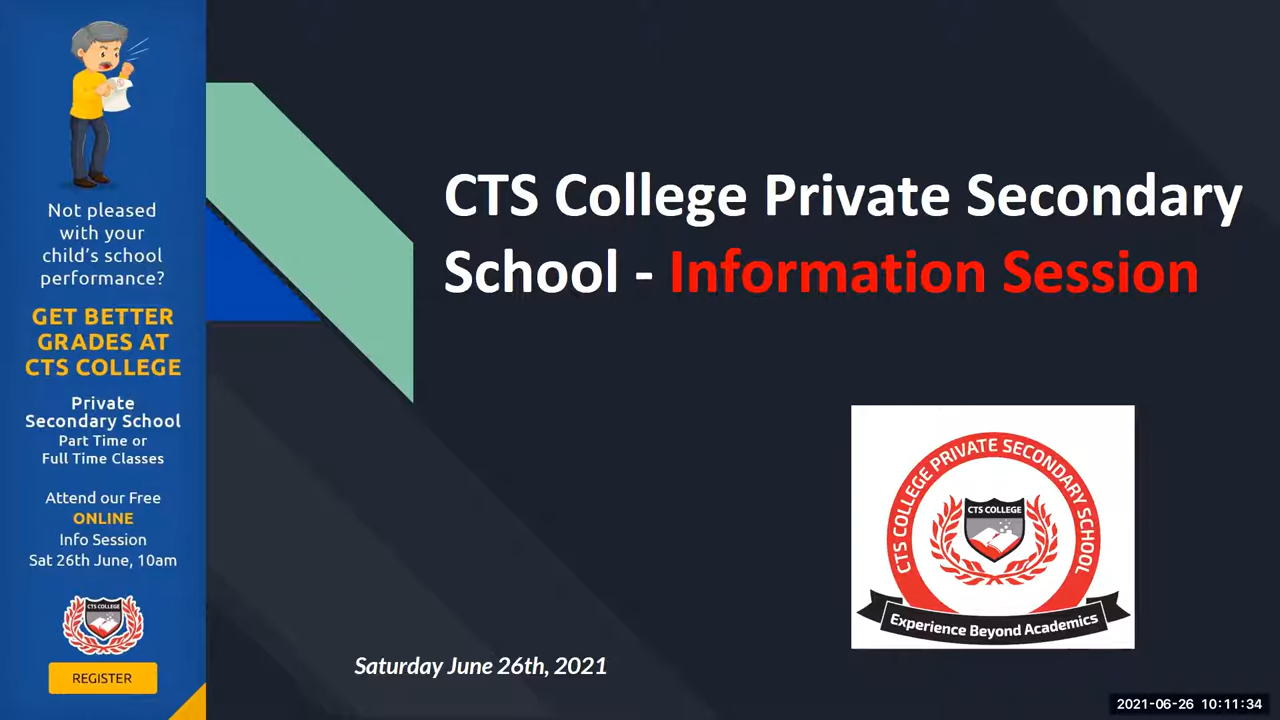 Not pleased
with your
child's school
performance?
GET BETTER
GRADES AT
CTS COLLEGE
Private
Secondary School
Part Time or
Full Time Classes
Attend our Free
ONLINE
Info Session
Sat 26th June, 10am
CTS COLLEGE
REGISTER
CTS College Private Secondary
School - Information Session
CTS COLLEGE PRIVATE SECONDARY SCHOOL
CTS COLLEGE
Experience Beyond Academics
Saturday June 26th, 2021
2021-06-26 10:11:34